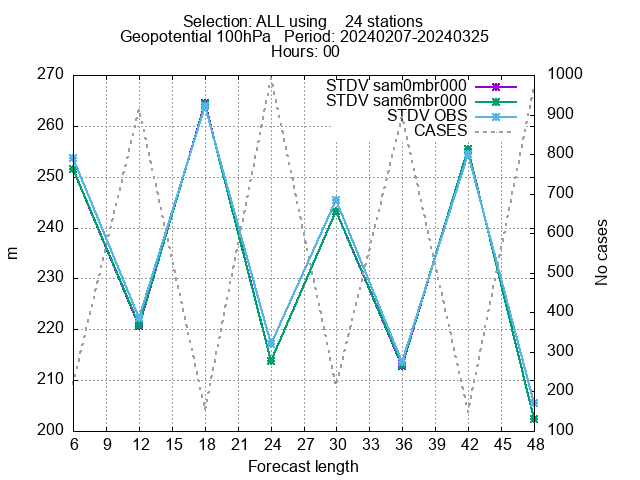 Selection: ALL using    24 stations
Geopotential 100hPa   Period: 20240207-20240325
Hours: 00
STDV sam0mbr000
STDV sam6mbr000
STDV OBS
CASES
270
260
250
240
230
220
210
200
m
1000
900
800
700
600
500
400
300
200
100
No cases
6 9 12 15 18 21 24 27 30 33 36 39 42 45 48
Forecast length